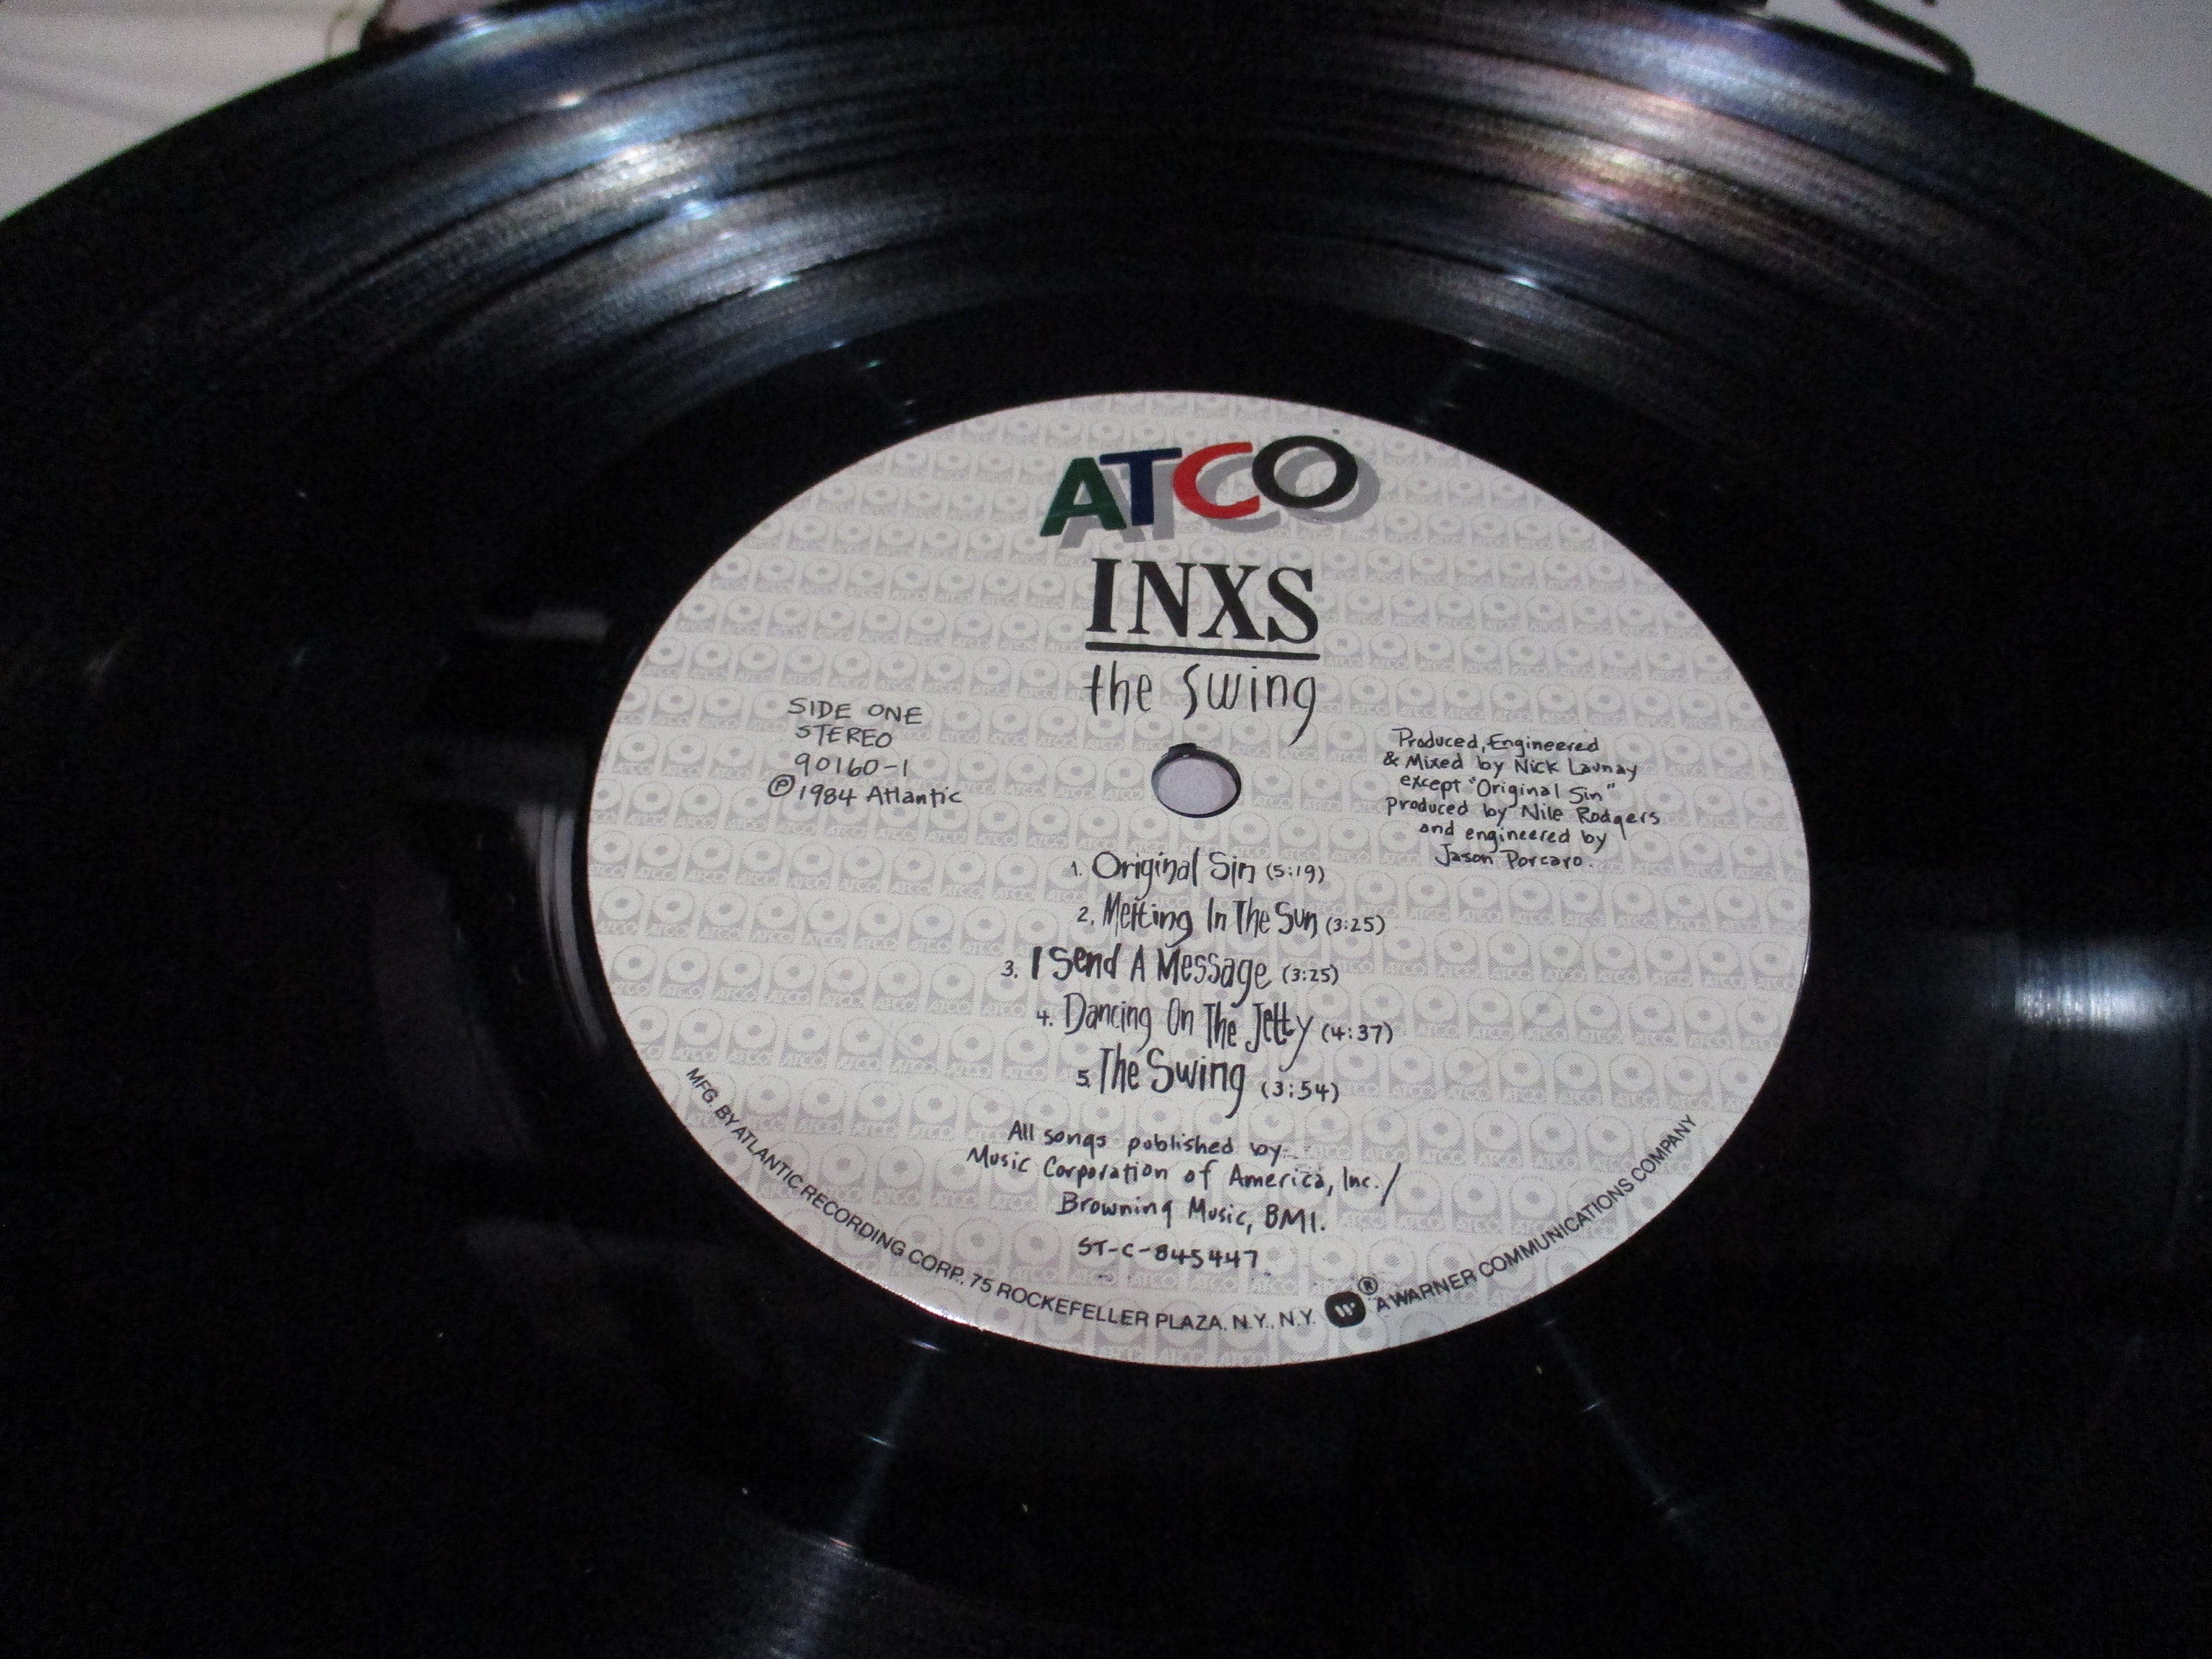 ATCO
INXS
the swing
SIDE ONE
STEREO
90160-1
℗1984 Atlantic
Produced, Engineered
& Mixed by Nick Launay
except "Original Sin"
produced by Nile Rodgers
and engineered by
Jason Porcaro.
1. Original Sin (5:19)
2. Melting In The Sun (3:25)
3. I Send A Message (3:25)
4. Dancing On The Jetty (4:37)
5. The Swing (3:54)
All songs published by
Music Corporation of America, Inc./
Browning Music, BMI.
ST-C-845447
MFG. BY ATLANTIC RECORDING CORP., 75 ROCKEFELLER PLAZA, N.Y., N.Y. ® A WARNER COMMUNICATIONS COMPANY